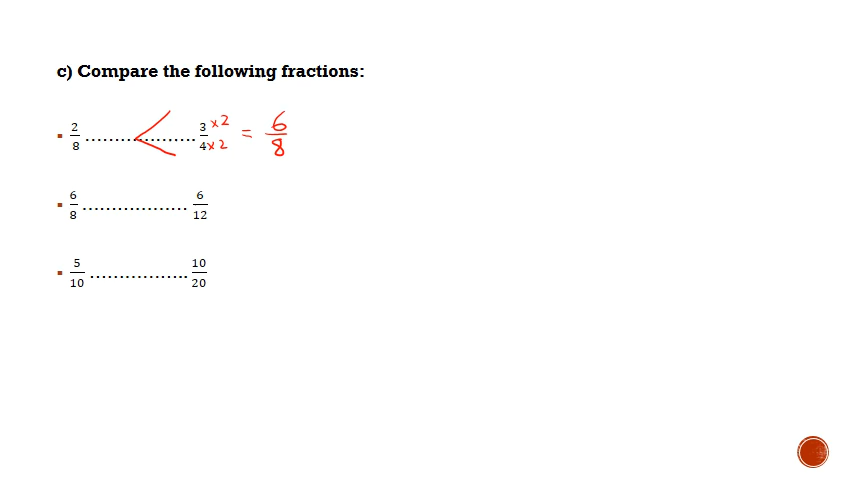 c) Compare the following fractions:
▪ 2/8 .................. < 3/4 ×2 ×2 = 6/8
▪ 6/8 .................. 6/12
▪ 5/10 ................. 10/20